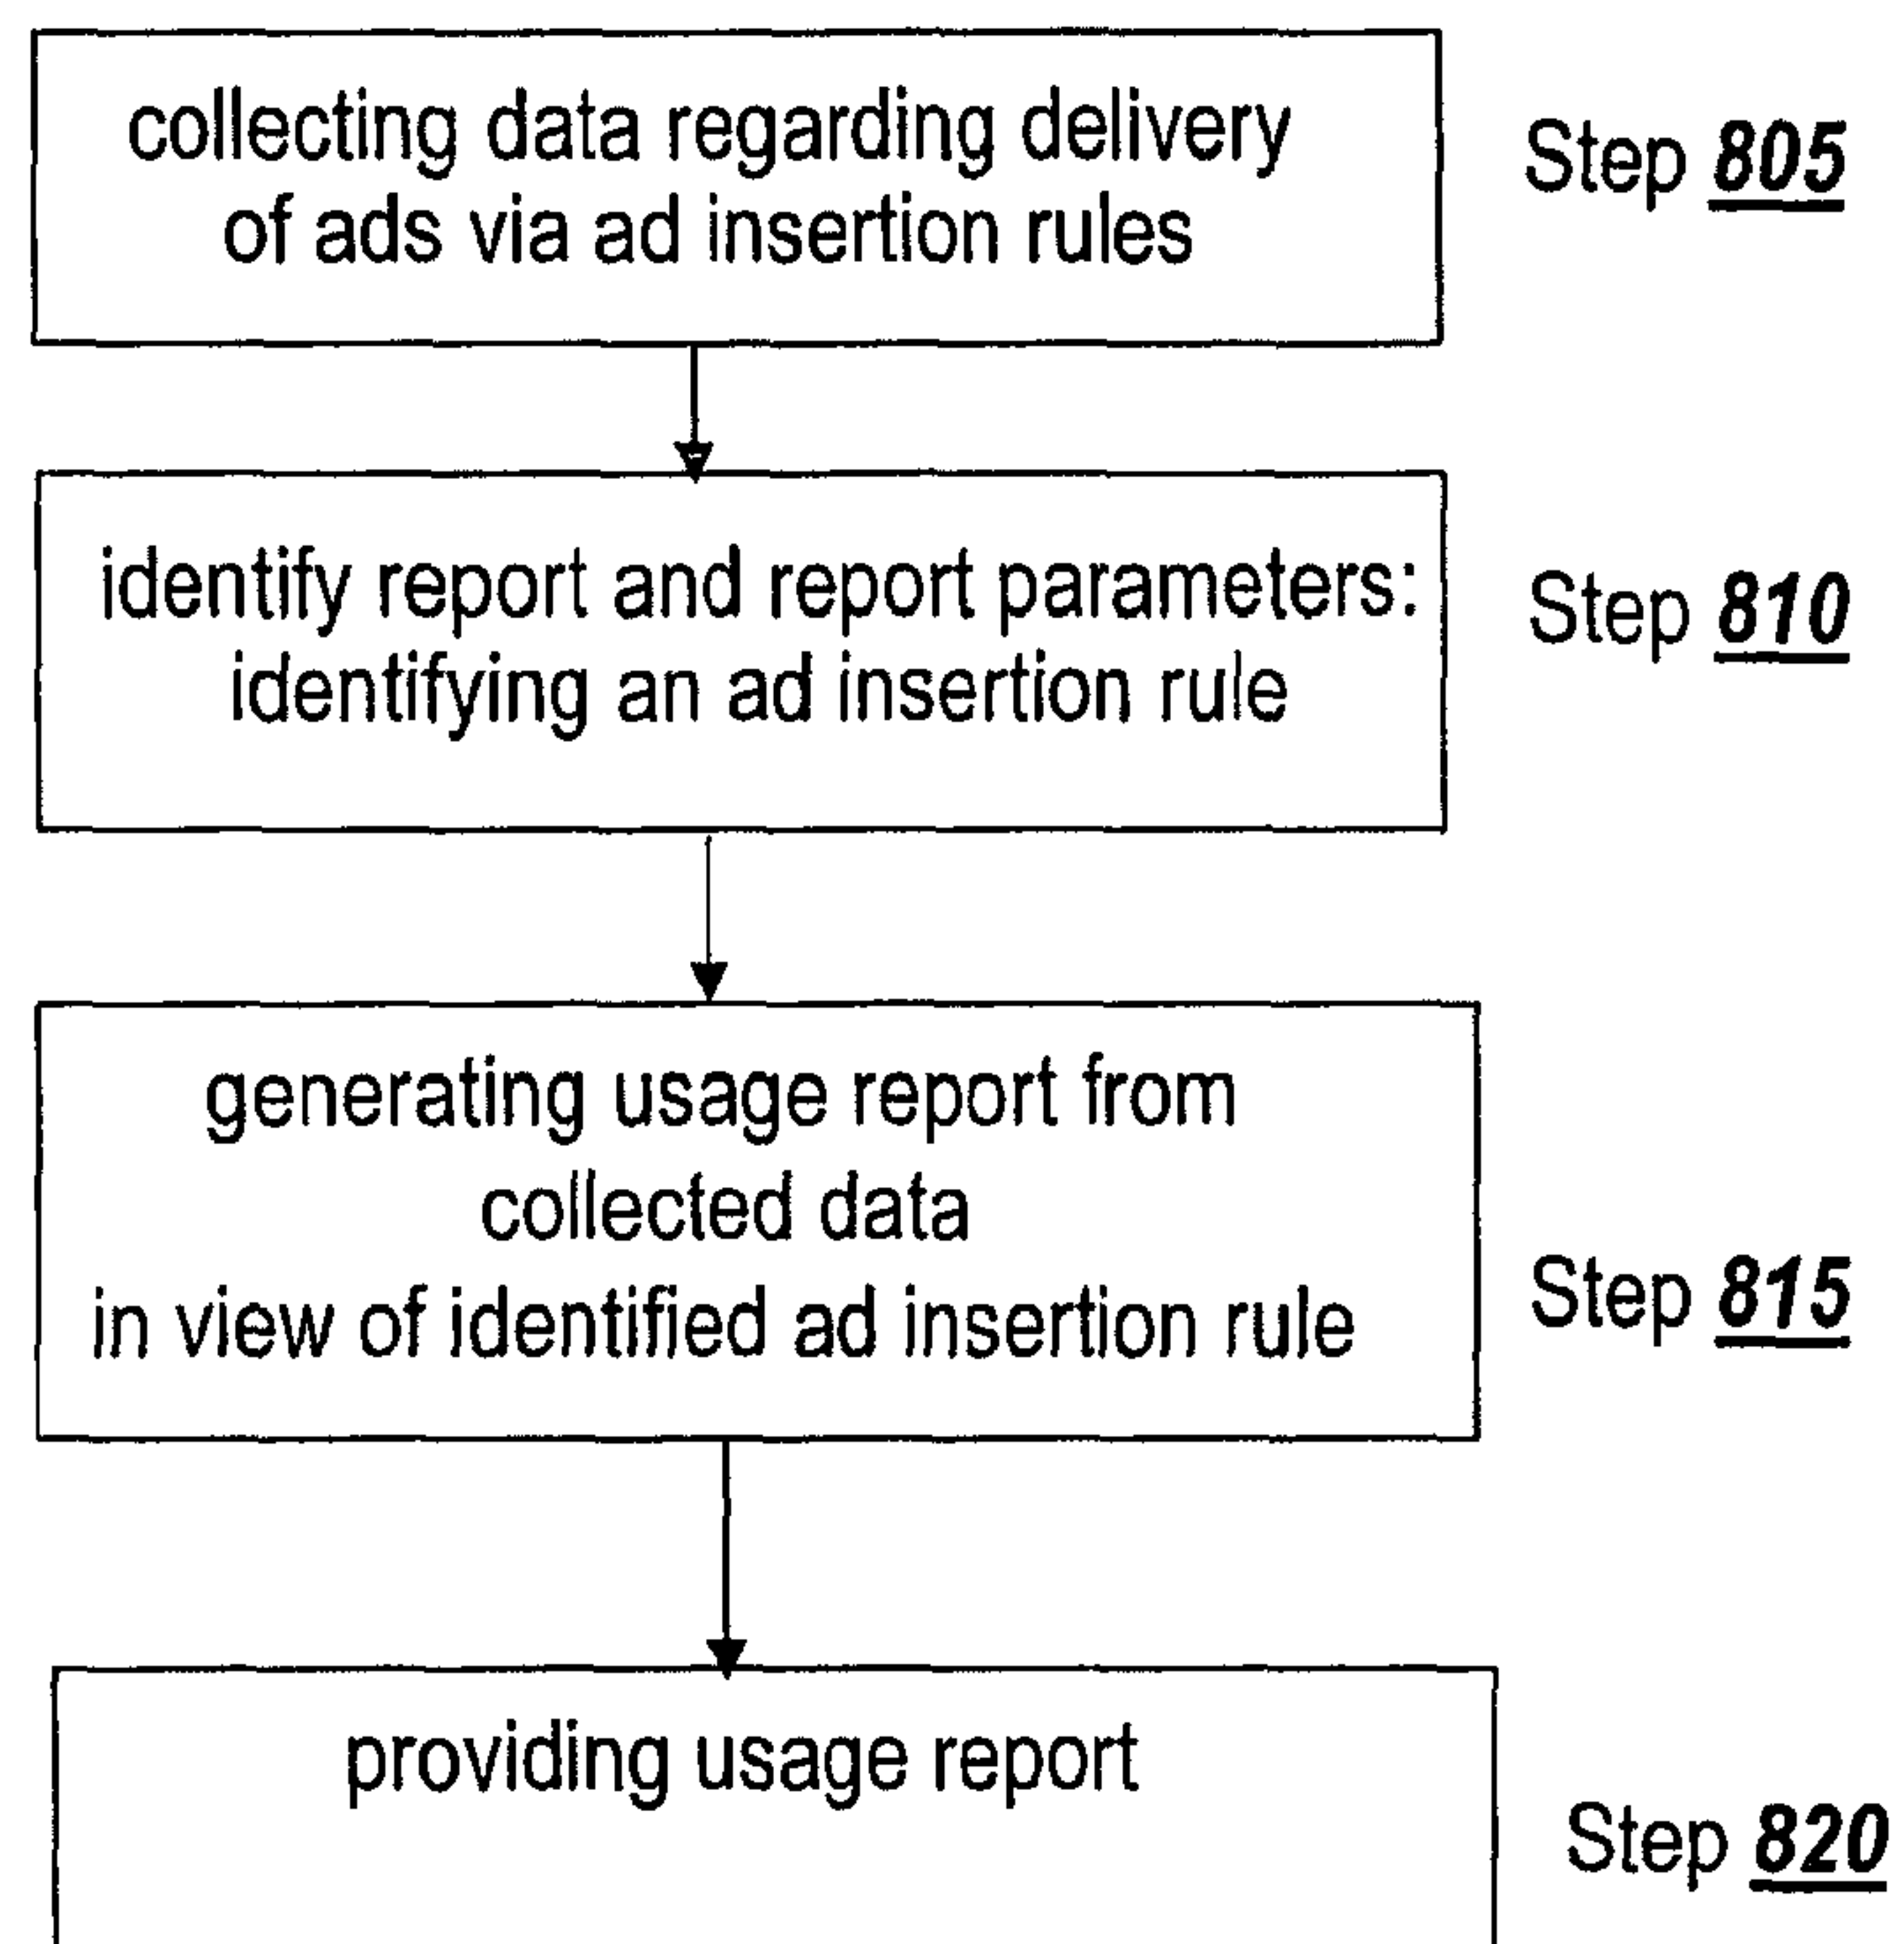 collecting data regarding delivery
of ads via ad insertion rules
Step 805
identify report and report parameters:
identifying an ad insertion rule
Step 810
generating usage report from
collected data
in view of identified ad insertion rule
Step 815
providing usage report
Step 820